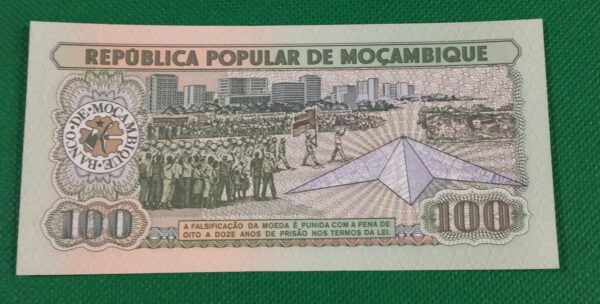 REPÚBLICA POPULAR DE MOÇAMBIQUE
BANCO·DE·MOÇAMBIQUE·
100
A FALSIFICAÇÃO DA MOEDA É PUNIDA COM A PENA DE
OITO A DOZE ANOS DE PRISÃO NOS TERMOS DA LEI.
100